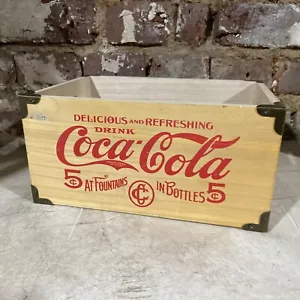 DELICIOUS AND REFRESHING
DRINK
Coca-Cola
5¢ AT FOUNTAINS CC IN BOTTLES 5¢